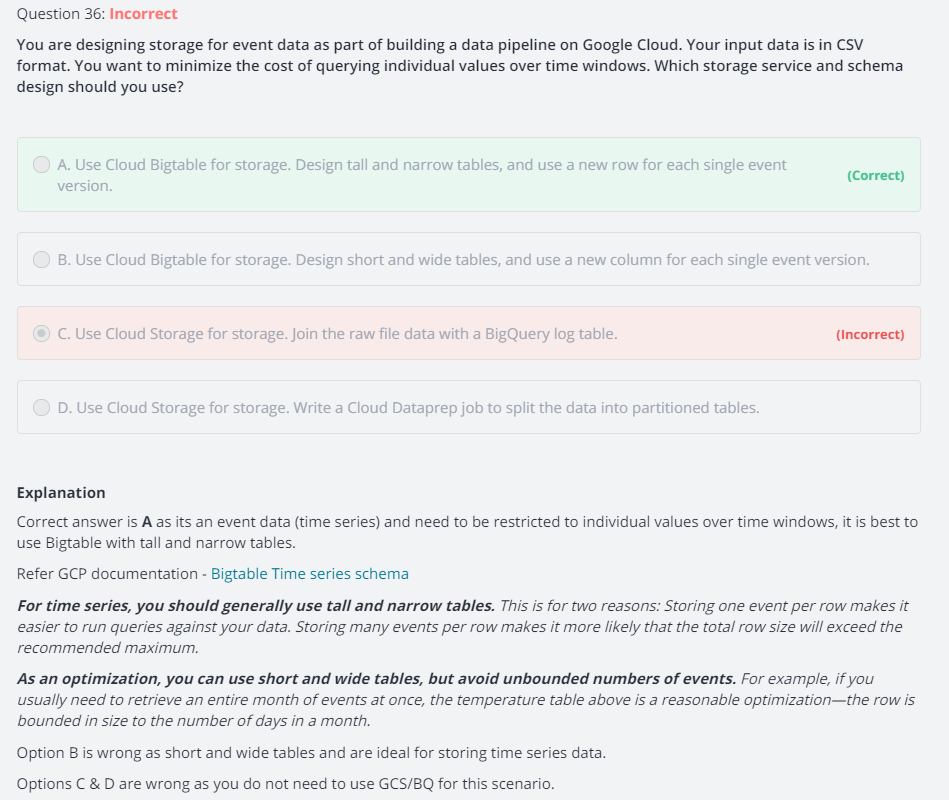 Question 36: Incorrect
You are designing storage for event data as part of building a data pipeline on Google Cloud. Your input data is in CSV
format. You want to minimize the cost of querying individual values over time windows. Which storage service and schema
design should you use?
A. Use Cloud Bigtable for storage. Design tall and narrow tables, and use a new row for each single event
version.
(Correct)
B. Use Cloud Bigtable for storage. Design short and wide tables, and use a new column for each single event version.
C. Use Cloud Storage for storage. Join the raw file data with a BigQuery log table.
(Incorrect)
D. Use Cloud Storage for storage. Write a Cloud Dataprep job to split the data into partitioned tables.
Explanation
Correct answer is A as its an event data (time series) and need to be restricted to individual values over time windows, it is best to
use Bigtable with tall and narrow tables.
Refer GCP documentation - Bigtable Time series schema
For time series, you should generally use tall and narrow tables. This is for two reasons: Storing one event per row makes it
easier to run queries against your data. Storing many events per row makes it more likely that the total row size will exceed the
recommended maximum.
As an optimization, you can use short and wide tables, but avoid unbounded numbers of events. For example, if you
usually need to retrieve an entire month of events at once, the temperature table above is a reasonable optimization—the row is
bounded in size to the number of days in a month.
Option B is wrong as short and wide tables and are ideal for storing time series data.
Options C & D are wrong as you do not need to use GCS/BQ for this scenario.